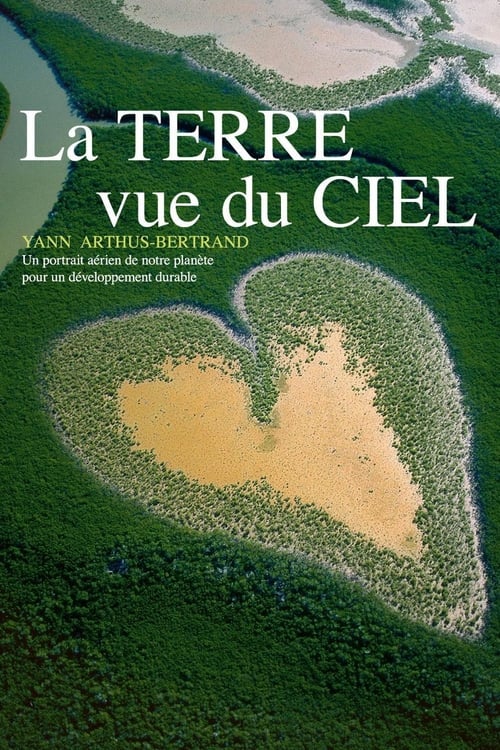 La TERRE
vue du CIEL
YANN ARTHUS-BERTRAND
Un portrait aérien de notre planète
pour un développement durable